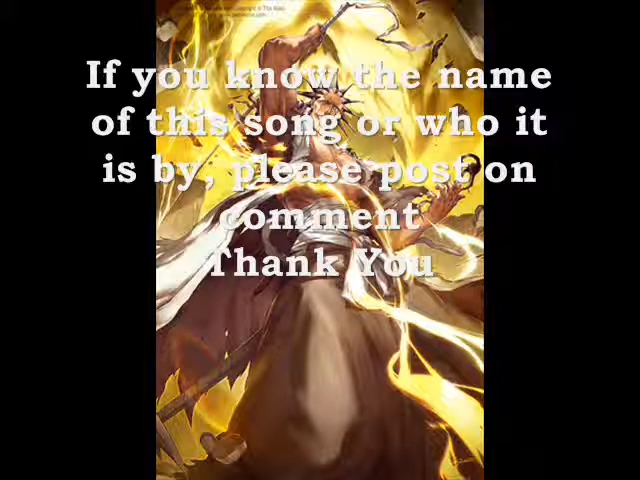 If you know the name
of this song or who it
is by, please post on
comment
Thank You